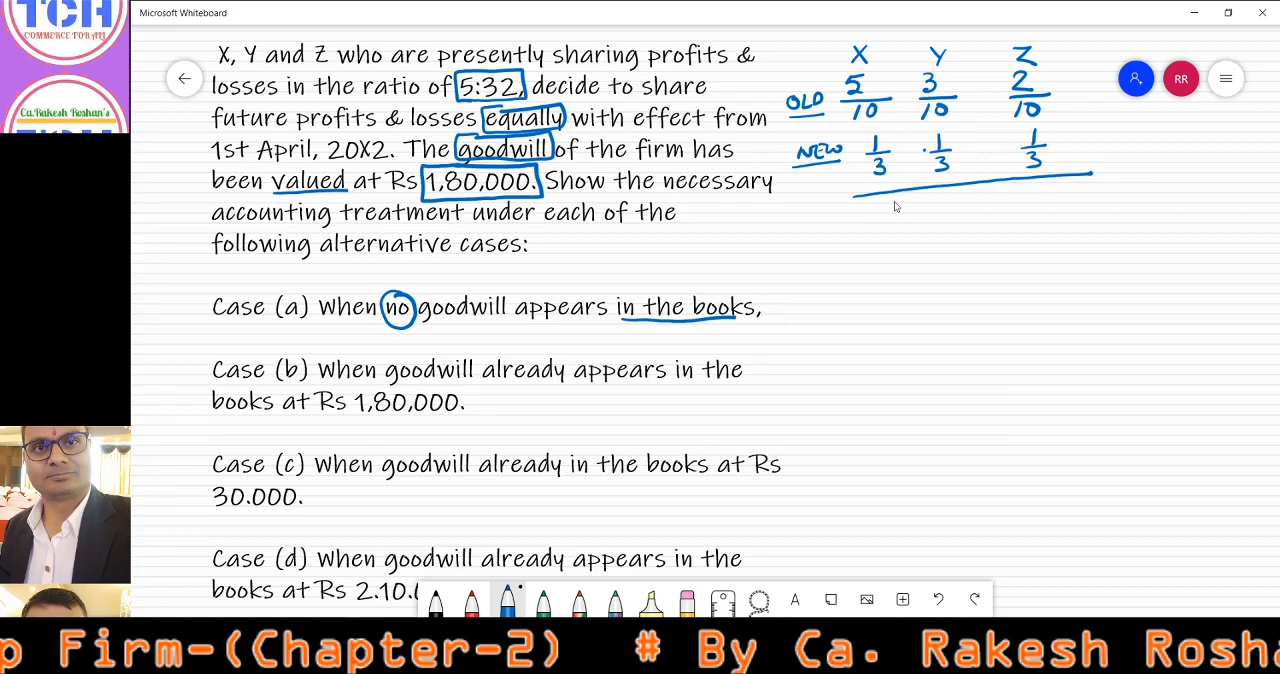 Microsoft Whiteboard
TCH
COMMERCE FOR ALL
Ca.Rakesh Roshan's
X, Y and Z who are presently sharing profits &
losses in the ratio of 5:32, decide to share
future profits & losses equally with effect from
1st April, 20X2. The goodwill of the firm has
been valued at Rs 1,80,000. Show the necessary
accounting treatment under each of the
following alternative cases:
Case (a) When no goodwill appears in the books,
Case (b) When goodwill already appears in the
books at Rs 1,80,000.
Case (c) When goodwill already in the books at Rs
30.000.
Case (d) When goodwill already appears in the
books at Rs 2.10.
X Y Z
OLD 5/10 3/10 2/10
NEW 1/3 1/3 1/3
RR
A
p Firm-(Chapter-2) # By Ca. Rakesh Rosha